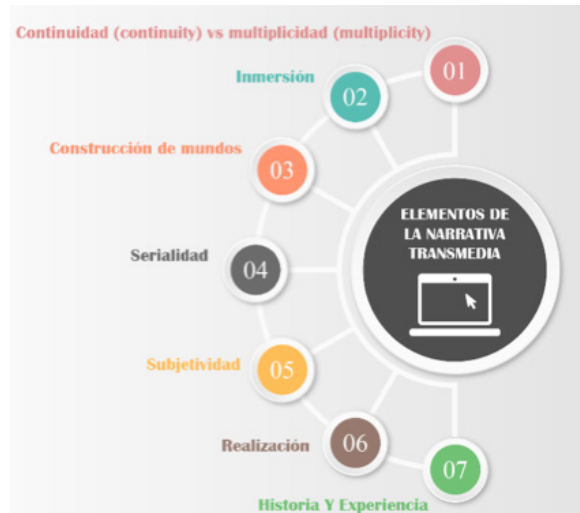 Continuidad (continuity) vs multiplicidad (multiplicity)
01
Inmersión
02
Construcción de mundos
03
Serialidad
04
Subjetividad
05
Realización
06
Historia Y Experiencia
07
ELEMENTOS DE
LA NARRATIVA
TRANSMEDIA